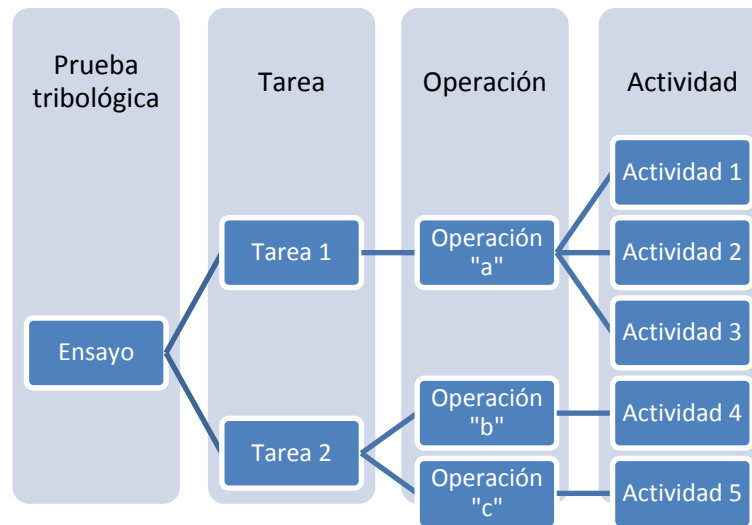 Prueba
tribológica
Tarea
Operación
Actividad
Ensayo
Tarea 1
Operación
"a"
Actividad 1
Actividad 2
Actividad 3
Tarea 2
Operación
"b"
Actividad 4
Operación
"c"
Actividad 5